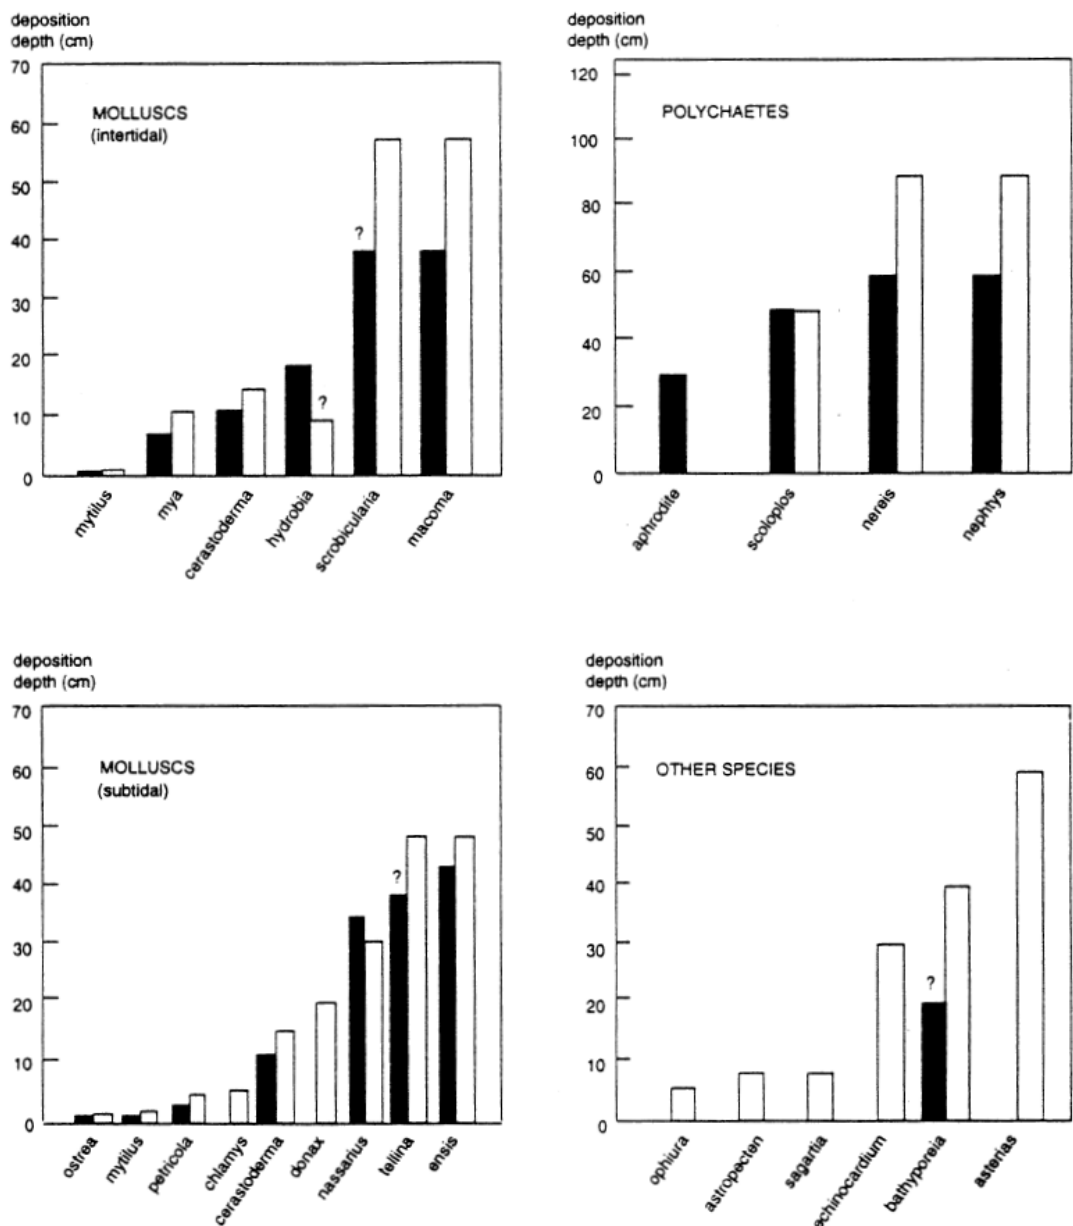 deposition
depth (cm)
70
60
50
40
30
20
10
0
MOLLUSCS
(intertidal)
?
?
mytilus
mya
cerastoderma
hydrobia
scrobicularia
macoma
deposition
depth (cm)
120
100
80
60
40
20
0
POLYCHAETES
aphrodite
scoloplos
nereis
nephtys
deposition
depth (cm)
70
60
50
40
30
20
10
0
MOLLUSCS
(subtidal)
?
ostrea
mytilus
petricola
chlamys
cerastoderma
donax
nassarius
tellina
ensis
deposition
depth (cm)
70
60
50
40
30
20
10
0
OTHER SPECIES
?
ophiura
astropecten
sagartia
echinocardium
bathyporeia
asterias